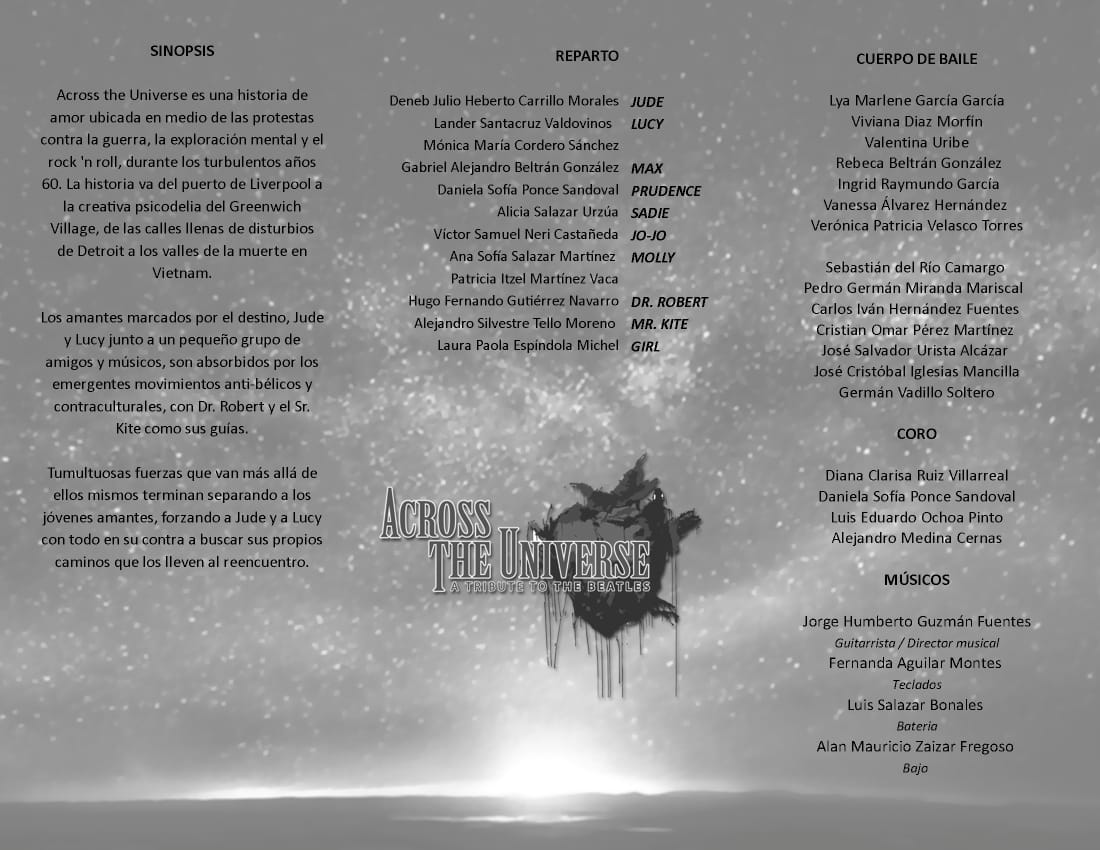 SINOPSIS
Across the Universe es una historia de
amor ubicada en medio de las protestas
contra la guerra, la exploración mental y el
rock 'n roll, durante los turbulentos años
60. La historia va del puerto de Liverpool a
la creativa psicodelia del Greenwich
Village, de las calles llenas de disturbios
de Detroit a los valles de la muerte en
Vietnam.
Los amantes marcados por el destino, Jude
y Lucy junto a un pequeño grupo de
amigos y músicos, son absorbidos por los
emergentes movimientos anti-bélicos y
contraculturales, con Dr. Robert y el Sr.
Kite como sus guías.
Tumultuosas fuerzas que van más allá de
ellos mismos terminan separando a los
jóvenes amantes, forzando a Jude y a Lucy
con todo en su contra a buscar sus propios
caminos que los lleven al reencuentro.
REPARTO
Deneb Julio Heberto Carrillo Morales JUDE
Lander Santacruz Valdovinos LUCY
Mónica María Cordero Sánchez
Gabriel Alejandro Beltrán González MAX
Daniela Sofía Ponce Sandoval PRUDENCE
Alicia Salazar Urzúa SADIE
Víctor Samuel Neri Castañeda JO-JO
Ana Sofía Salazar Martínez MOLLY
Patricia Itzel Martínez Vaca
Hugo Fernando Gutiérrez Navarro DR. ROBERT
Alejandro Silvestre Tello Moreno MR. KITE
Laura Paola Espíndola Michel GIRL
ACROSS
THE UNIVERSE
A TRIBUTE TO THE BEATLES
CUERPO DE BAILE
Lya Marlene García García
Viviana Diaz Morfín
Valentina Uribe
Rebeca Beltrán González
Ingrid Raymundo García
Vanessa Álvarez Hernández
Verónica Patricia Velasco Torres
Sebastián del Río Camargo
Pedro Germán Miranda Mariscal
Carlos Iván Hernández Fuentes
Cristian Omar Pérez Martínez
José Salvador Urista Alcázar
José Cristóbal Iglesias Mancilla
Germán Vadillo Soltero
CORO
Diana Clarisa Ruiz Villarreal
Daniela Sofía Ponce Sandoval
Luis Eduardo Ochoa Pinto
Alejandro Medina Cernas
MÚSICOS
Jorge Humberto Guzmán Fuentes
Guitarrista / Director musical
Fernanda Aguilar Montes
Teclados
Luis Salazar Bonales
Bateria
Alan Mauricio Zaizar Fregoso
Bajo